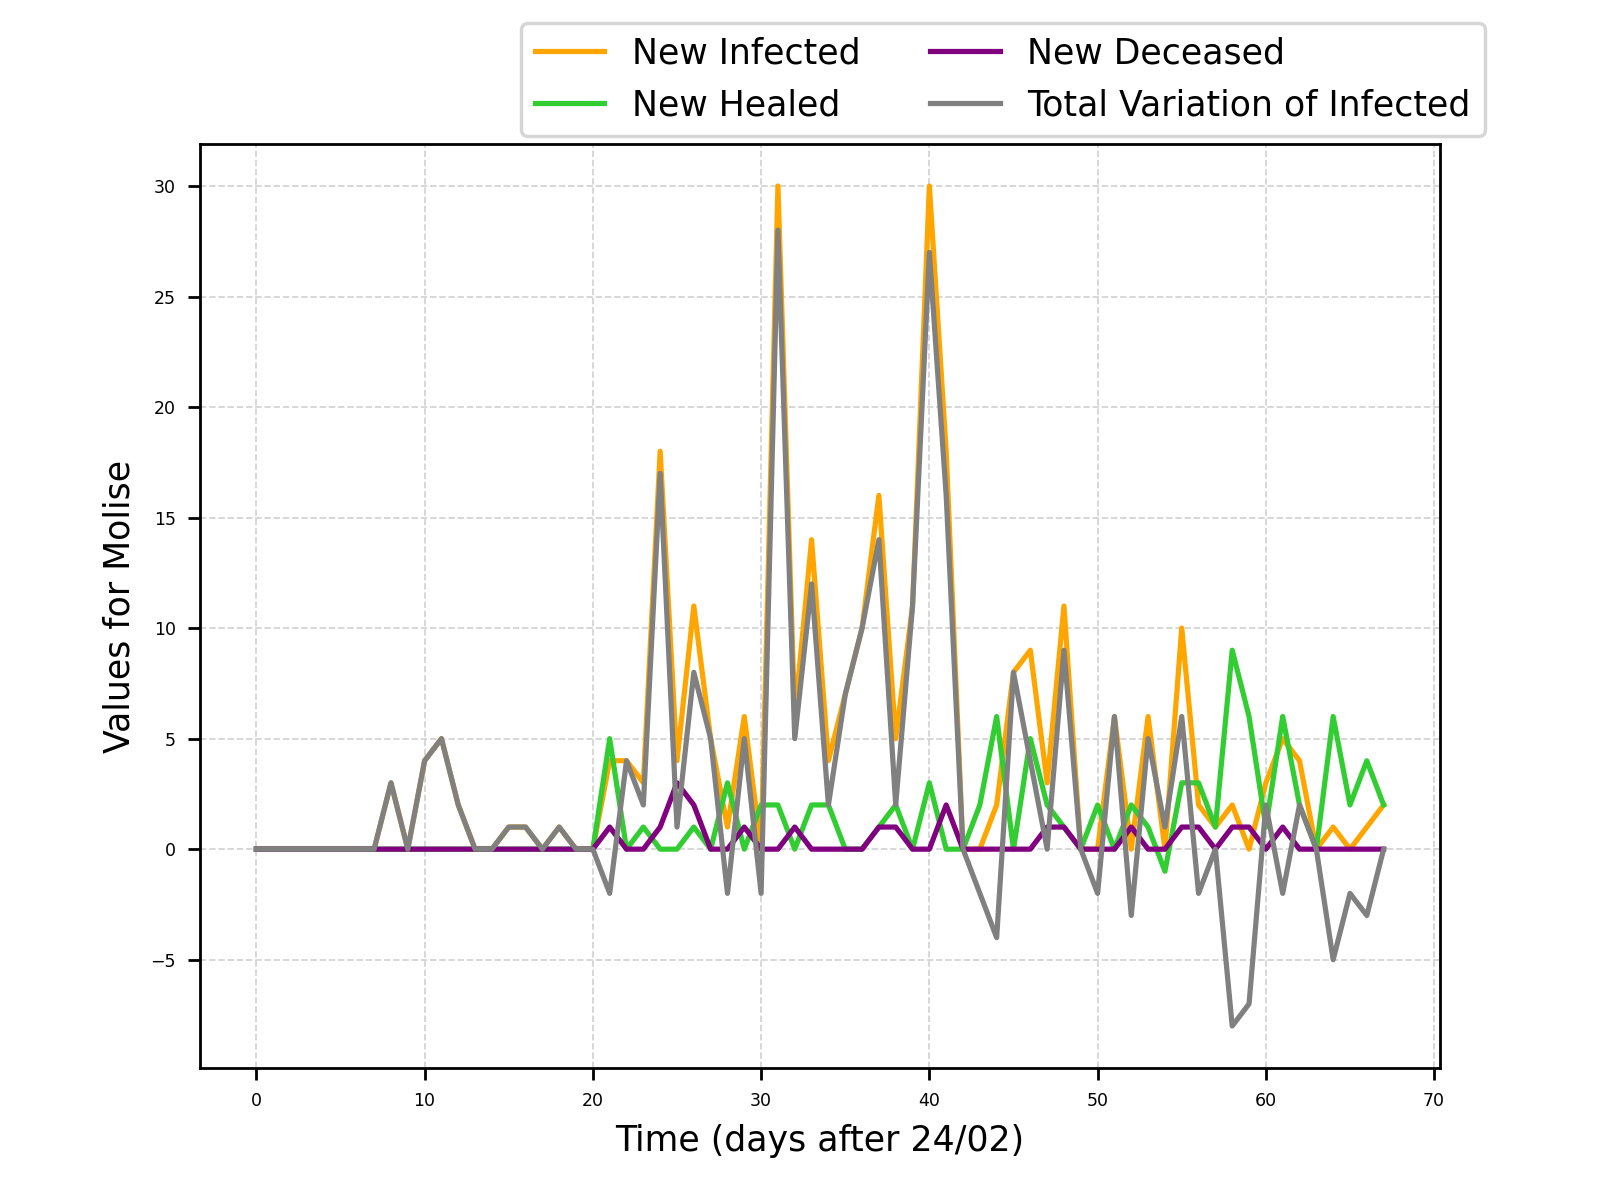 New Infected
New Deceased
New Healed
Total Variation of Infected
30
25
20
15
10
5
0
−5
Values for Molise
0 10 20 30 40 50 60 70
Time (days after 24/02)